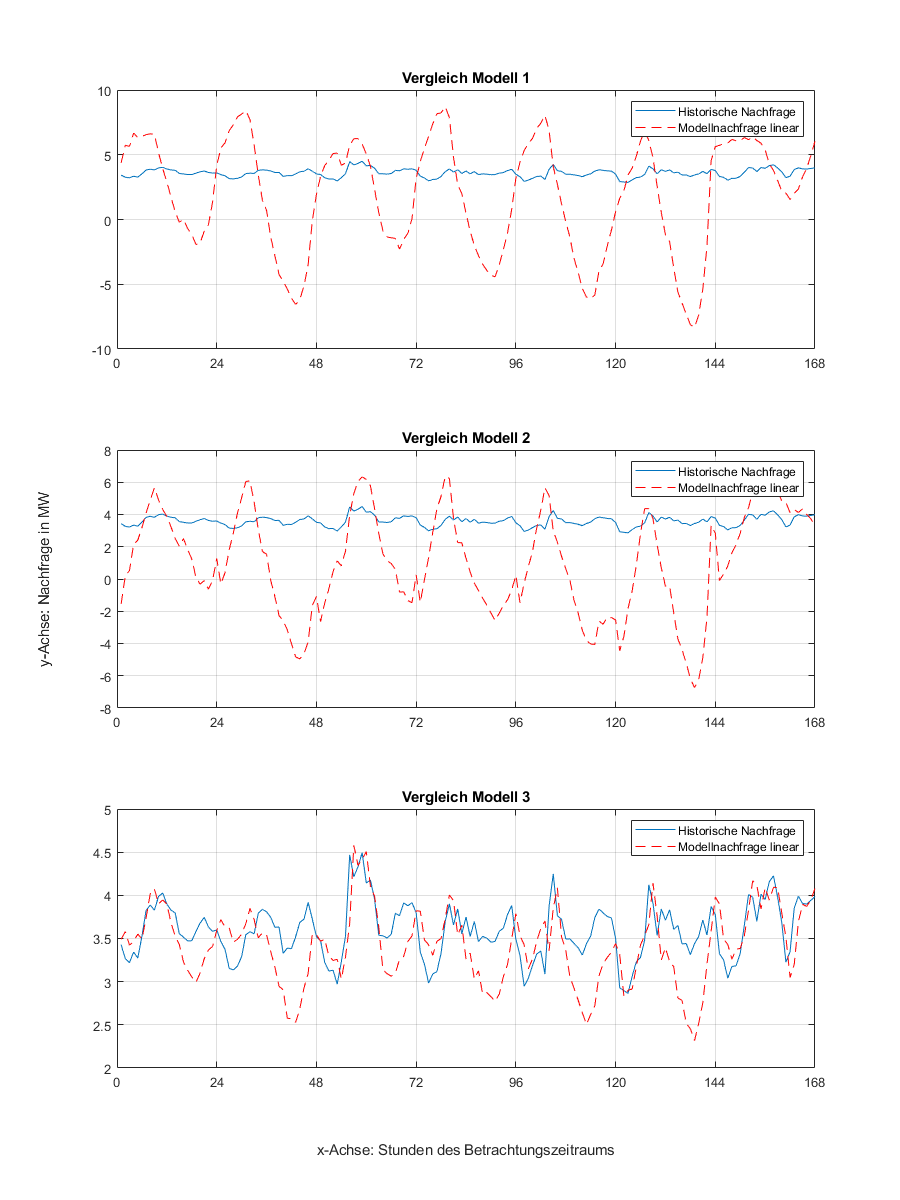 Vergleich Modell 1
10
5
0
-5
-10
Historische Nachfrage
Modellnachfrage linear
0 24 48 72 96 120 144 168
Vergleich Modell 2
8
6
4
2
0
-2
-4
-6
-8
Historische Nachfrage
Modellnachfrage linear
0 24 48 72 96 120 144 168
y-Achse: Nachfrage in MW
Vergleich Modell 3
5
4.5
4
3.5
3
2.5
2
Historische Nachfrage
Modellnachfrage linear
0 24 48 72 96 120 144 168
x-Achse: Stunden des Betrachtungszeitraums